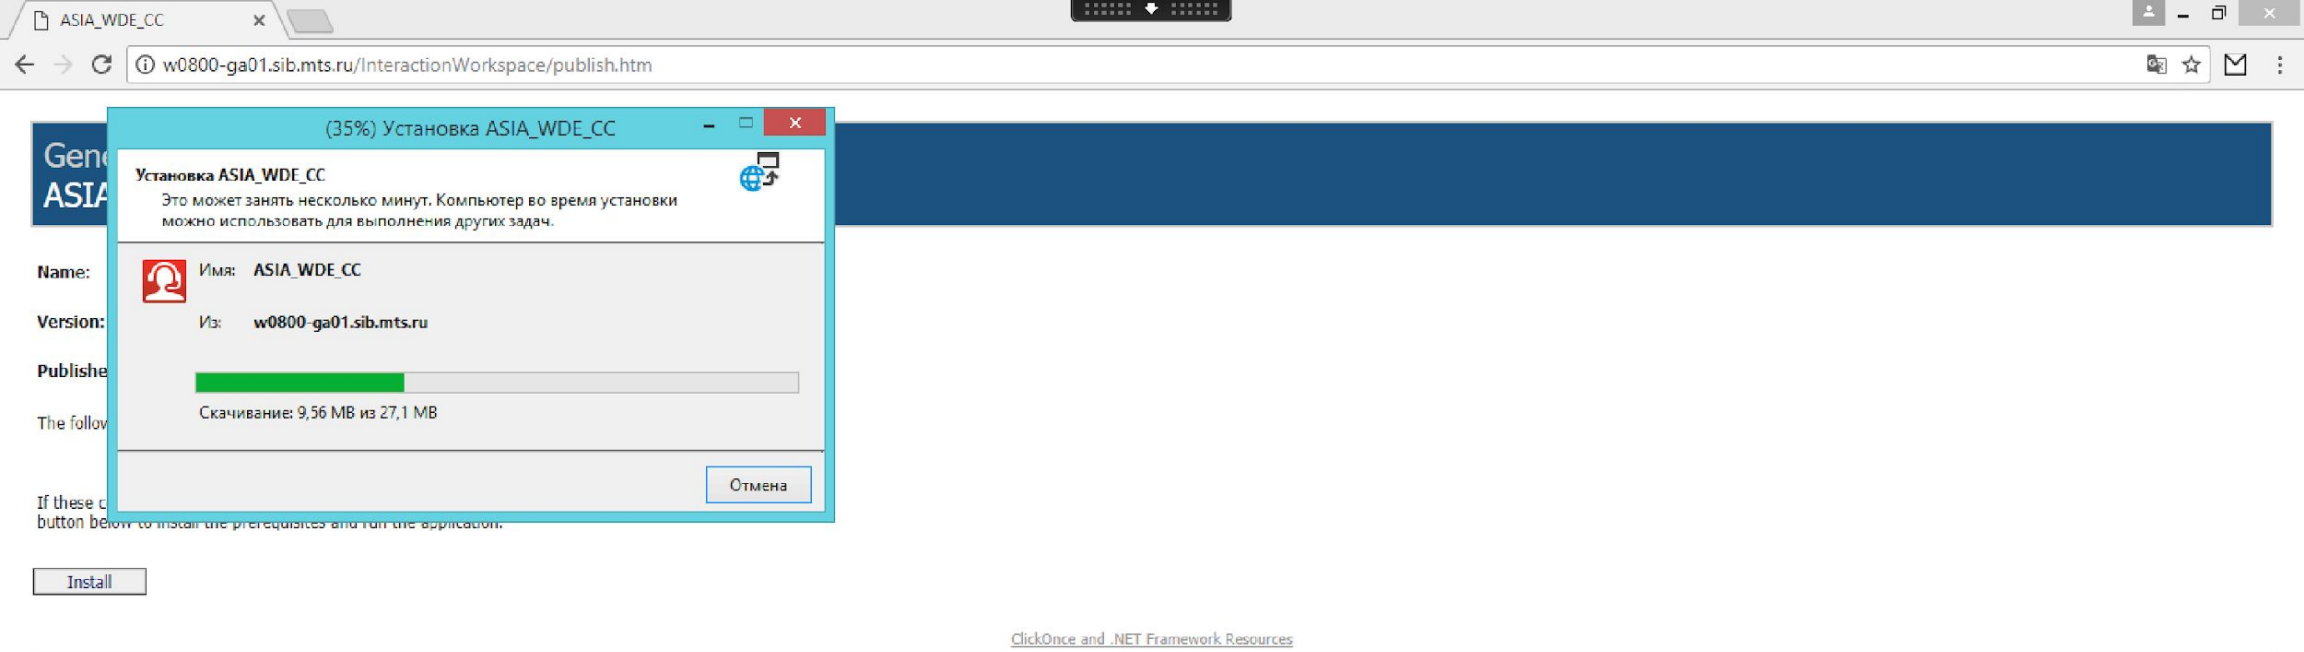 ASIA_WDE_CC
w0800-ga01.sib.mts.ru/InteractionWorkspace/publish.htm
(35%) Установка ASIA_WDE_CC
Gen
ASIA
Установка ASIA_WDE_CC
Это может занять несколько минут. Компьютер во время установки
можно использовать для выполнения других задач.
Name:
Имя: ASIA_WDE_CC
Version:
Из: w0800-ga01.sib.mts.ru
Publishe
Скачивание: 9,56 MB из 27,1 MB
The follow
Отмена
If these c
button below to install the prerequisites and run the application.
Install
ClickOnce and .NET Framework Resources